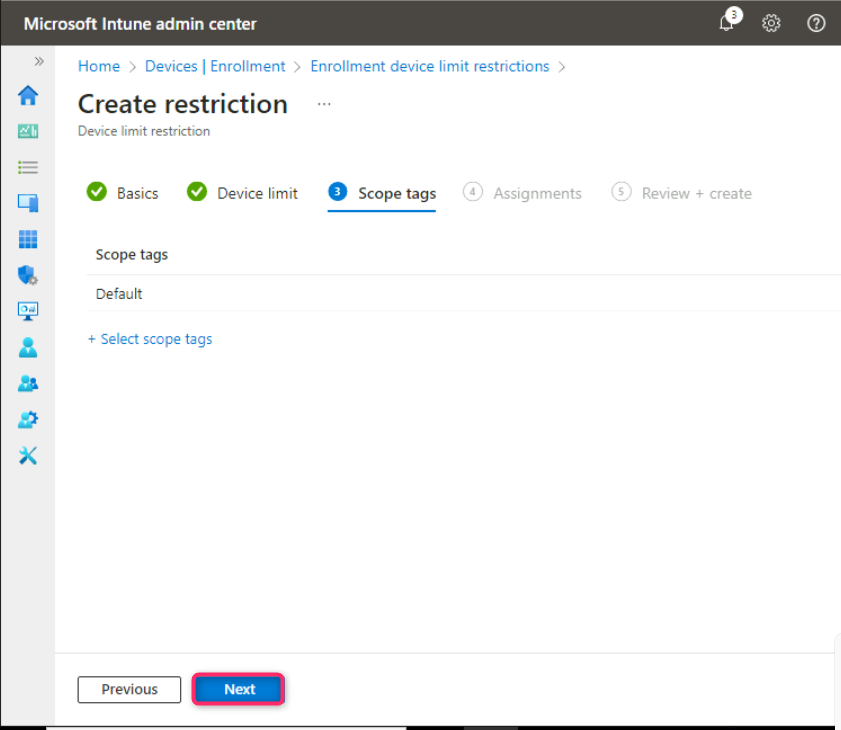 Microsoft Intune admin center
3
Home > Devices | Enrollment > Enrollment device limit restrictions >
Create restriction ...
Device limit restriction
Basics Device limit 3 Scope tags 4 Assignments 5 Review + create
Scope tags
Default
+ Select scope tags
Previous Next